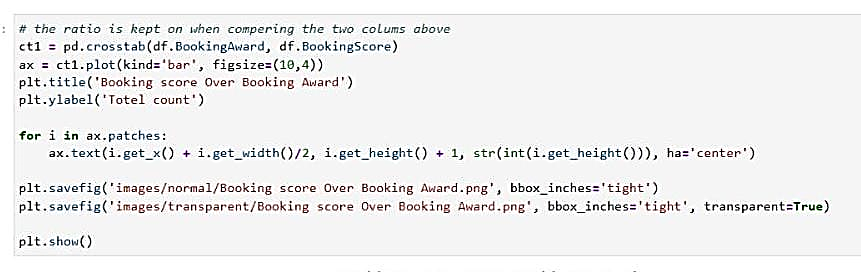 : # the ratio is kept on when compering the two colums above
ct1 = pd.crosstab(df.BookingAward, df.BookingScore)
ax = ct1.plot(kind='bar', figsize=(10,4))
plt.title('Booking score Over Booking Award')
plt.ylabel('Totel count')
for i in ax.patches:
    ax.text(i.get_x() + i.get_width()/2, i.get_height() + 1, str(int(i.get_height())), ha='center')
plt.savefig('images/normal/Booking score Over Booking Award.png', bbox_inches='tight')
plt.savefig('images/transparent/Booking score Over Booking Award.png', bbox_inches='tight', transparent=True)
plt.show()